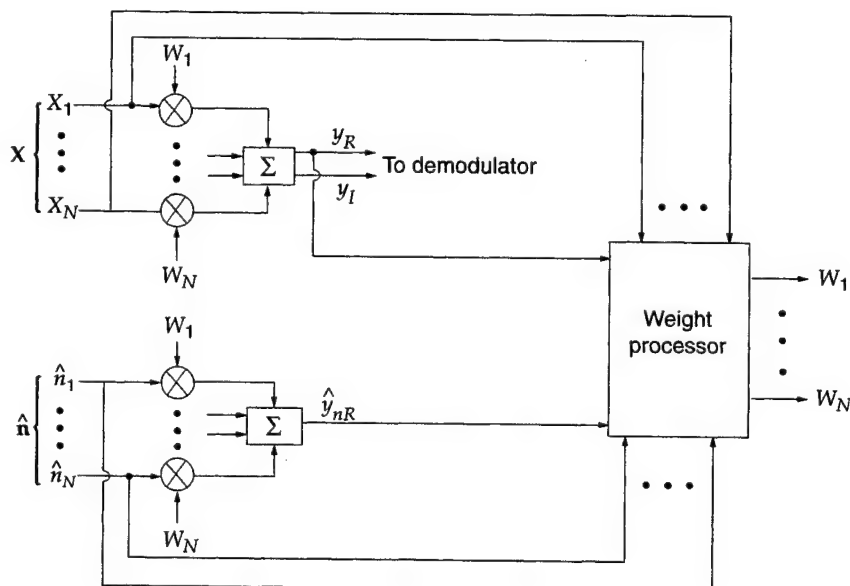 W₁
X₁
X
Σ
y_R
To demodulator
y_I
X_N
W_N
W₁
Weight
processor
W₁
n̂₁
n̂
Σ
ŷ_nR
W_N
n̂_N
W_N